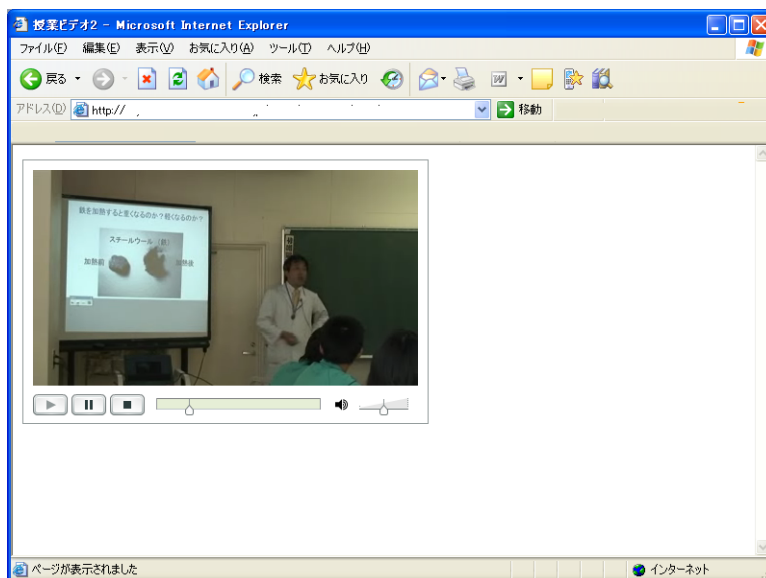 授業ビデオ2 - Microsoft Internet Explorer
ファイル(F) 編集(E) 表示(V) お気に入り(A) ツール(T) ヘルプ(H)
戻る 検索 お気に入り
アドレス(D) http:// 移動
鉄を加熱すると重くなるのか?軽くなるのか?
スチールウール (鉄)
加熱前 加熱後
ページが表示されました インターネット